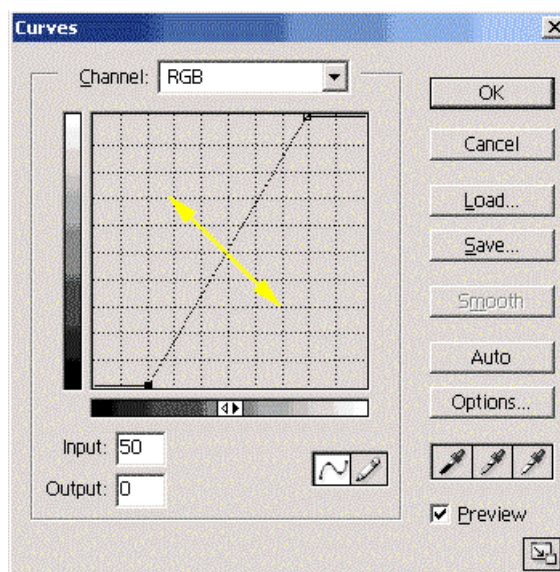 Curves
Channel: RGB
OK
Cancel
Load...
Save...
Smooth
Auto
Options...
Input: 50
Output: 0
Preview